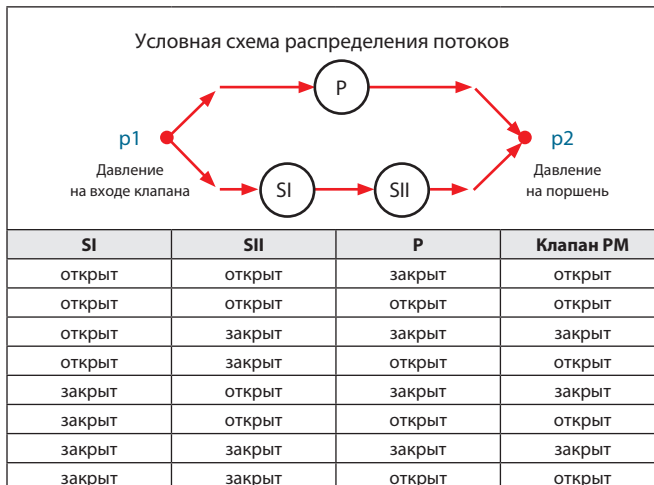 Условная схема распределения потоков
P
p1
p2
Давление
на входе клапана
Давление
на поршень
SI
SII
SI SII P Клапан PM
открыт открыт закрыт открыт
открыт открыт открыт открыт
открыт закрыт закрыт закрыт
открыт закрыт открыт открыт
закрыт открыт закрыт закрыт
закрыт открыт открыт открыт
закрыт закрыт закрыт закрыт
закрыт закрыт открыт открыт